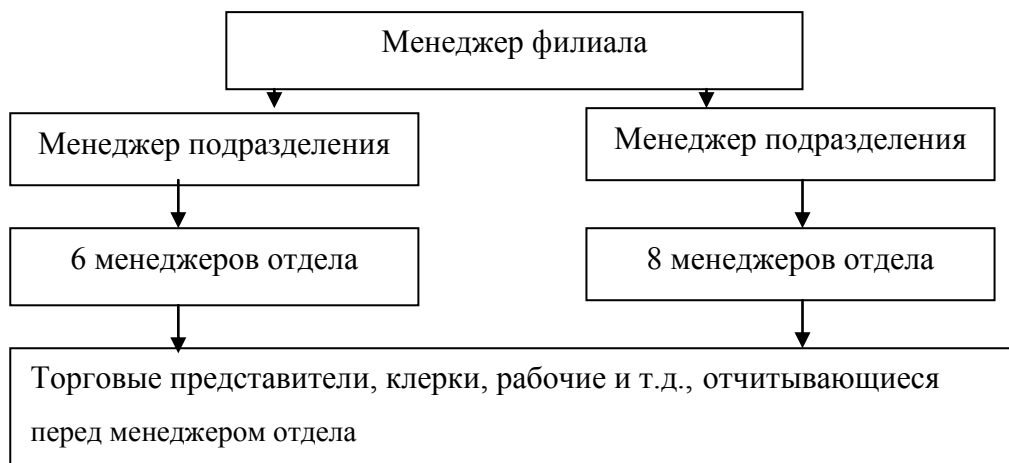 Менеджер филиала
Менеджер подразделения
Менеджер подразделения
6 менеджеров отдела
8 менеджеров отдела
Торговые представители, клерки, рабочие и т.д., отчитывающиеся
перед менеджером отдела